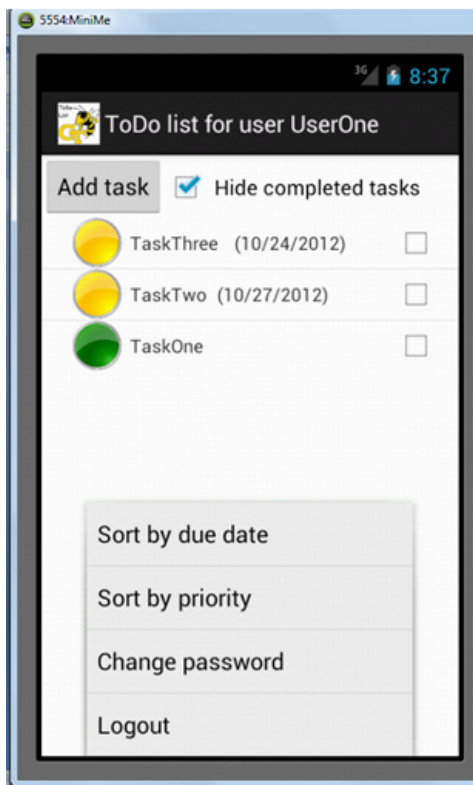 5554:MiniMe
3G 8:37
ToDo list for user UserOne
Add task Hide completed tasks
TaskThree (10/24/2012)
TaskTwo (10/27/2012)
TaskOne
Sort by due date
Sort by priority
Change password
Logout